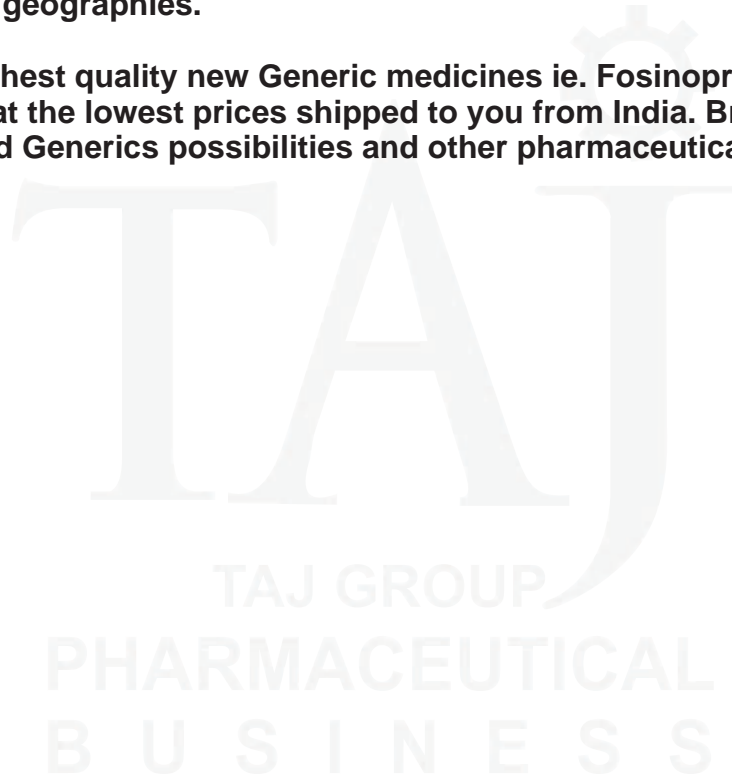 geographies.
hest quality new Generic medicines ie. Fosinopr
at the lowest prices shipped to you from India. Br
d Generics possibilities and other pharmaceutica
TAJ
TAJ GROUP
PHARMACEUTICAL
BUSINESS